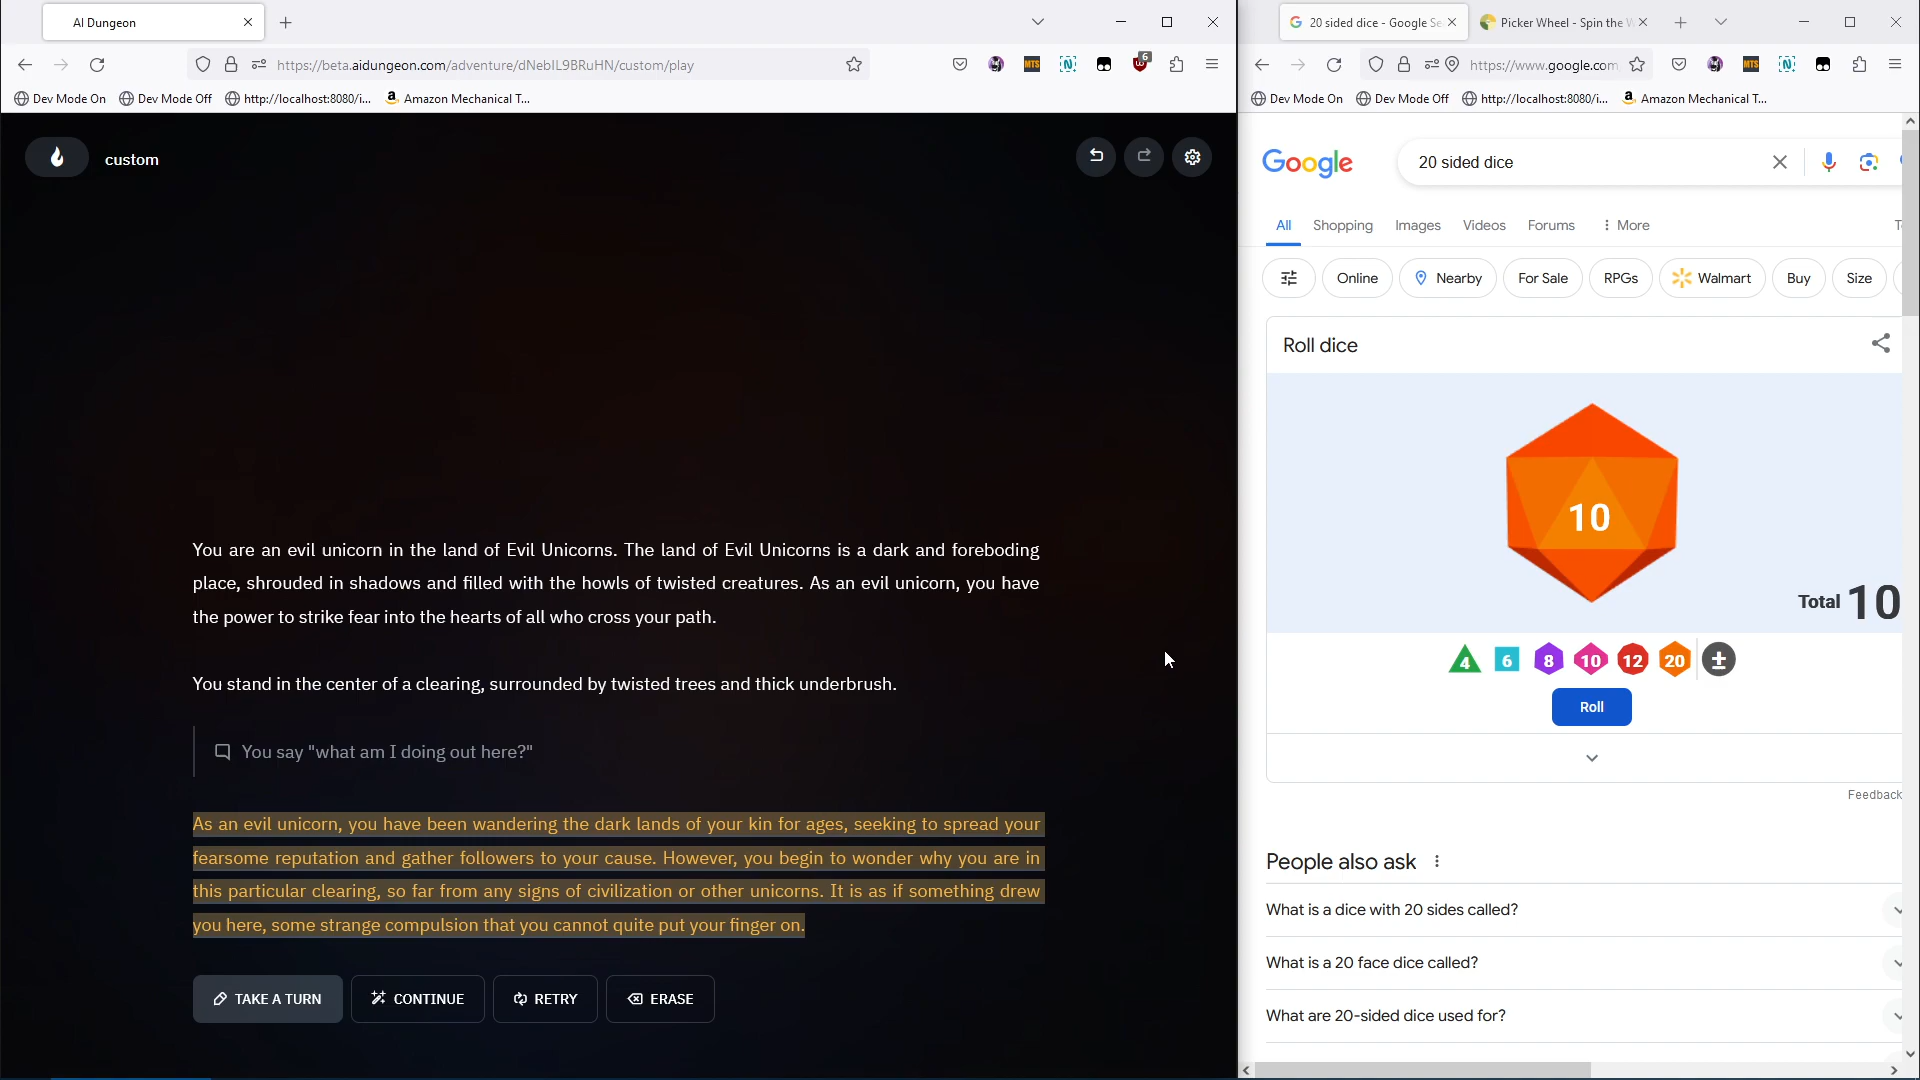 AI Dungeon
https://beta.aidungeon.com/adventure/dNebIL9BRuHN/custom/play
MTS
N
6
Dev Mode On
Dev Mode Off
http://localhost:8080/i...
Amazon Mechanical T...
custom
You are an evil unicorn in the land of Evil Unicorns. The land of Evil Unicorns is a dark and foreboding
place, shrouded in shadows and filled with the howls of twisted creatures. As an evil unicorn, you have
the power to strike fear into the hearts of all who cross your path.
You stand in the center of a clearing, surrounded by twisted trees and thick underbrush.
You say "what am I doing out here?"
As an evil unicorn, you have been wandering the dark lands of your kin for ages, seeking to spread your
fearsome reputation and gather followers to your cause. However, you begin to wonder why you are in
this particular clearing, so far from any signs of civilization or other unicorns. It is as if something drew
you here, some strange compulsion that you cannot quite put your finger on.
TAKE A TURN
CONTINUE
RETRY
ERASE
20 sided dice - Google Se
Picker Wheel - Spin the W
https://www.google.com
MTS
N
Dev Mode On
Dev Mode Off
http://localhost:8080/i...
Amazon Mechanical T...
Google
20 sided dice
All
Shopping
Images
Videos
Forums
More
Online
Nearby
For Sale
RPGs
Walmart
Buy
Size
Roll dice
10
Total 10
4
6
8
10
12
20
±
Roll
Feedback
People also ask
What is a dice with 20 sides called?
What is a 20 face dice called?
What are 20-sided dice used for?